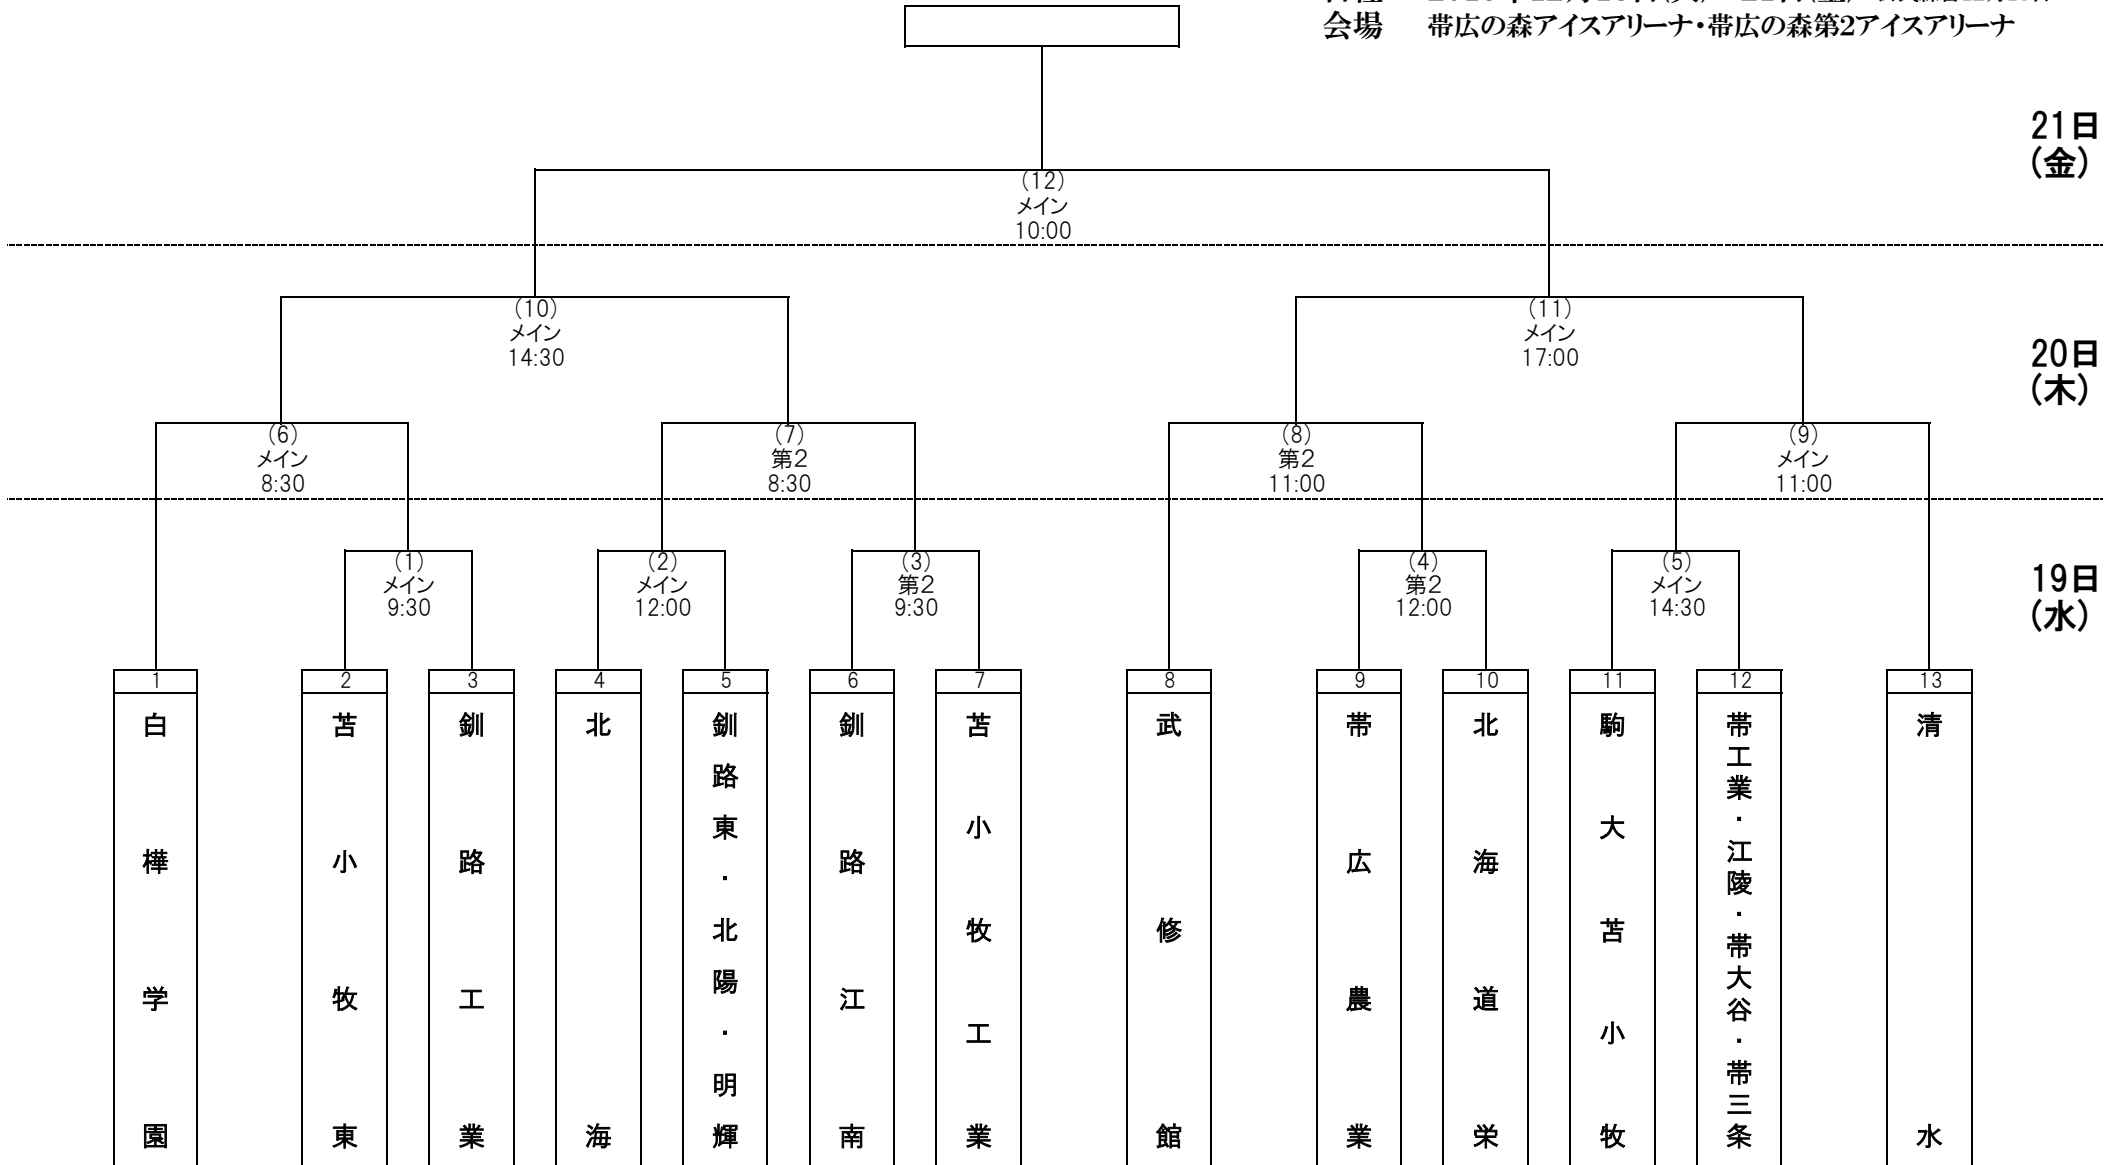 会場 帯広の森アイスアリーナ・帯広の森第2アイスアリーナ
21日
(金)
(12)
メイン
10:00
(10)
メイン
14:30
(11)
メイン
17:00
20日
(木)
(6)
メイン
8:30
(7)
第2
8:30
(8)
第2
11:00
(9)
メイン
11:00
(1)
メイン
9:30
(2)
メイン
12:00
(3)
第2
9:30
(4)
第2
12:00
(5)
メイン
14:30
19日
(水)
1
白樺学園
2
苫小牧東
3
釧路工業
4
北海
5
釧路東・北陽・明輝
6
釧路江南
7
苫小牧工業
8
武修館
9
帯広農業
10
北海道栄
11
駒大苫小牧
12
帯工業・江陵・帯大谷・帯三条
13
清水